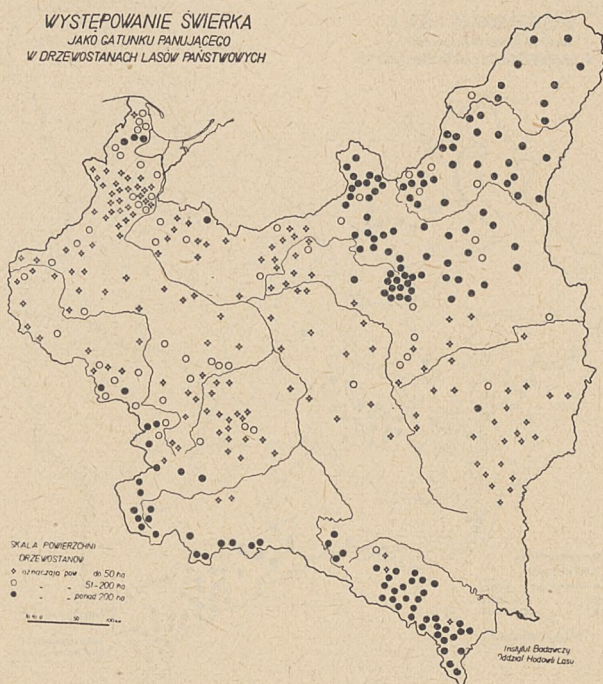 WYSTĘPOWANIE ŚWIERKA
JAKO GATUNKU PANUJĄCEGO
W DRZEWOSTANACH LASÓW PAŃSTWOWYCH
SKALA POWIERZCHNI
DRZEWOSTANÓW
oznaczają pow. do 50 ha
" " 51-200 ha
" " ponad 200 ha
50
Instytut Badawczy
Oddział Hodowli Lasu